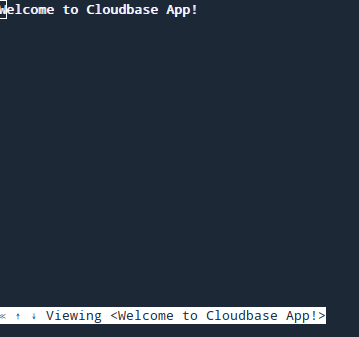 Welcome to Cloudbase App!
« ↑ ↓ Viewing <Welcome to Cloudbase App!>